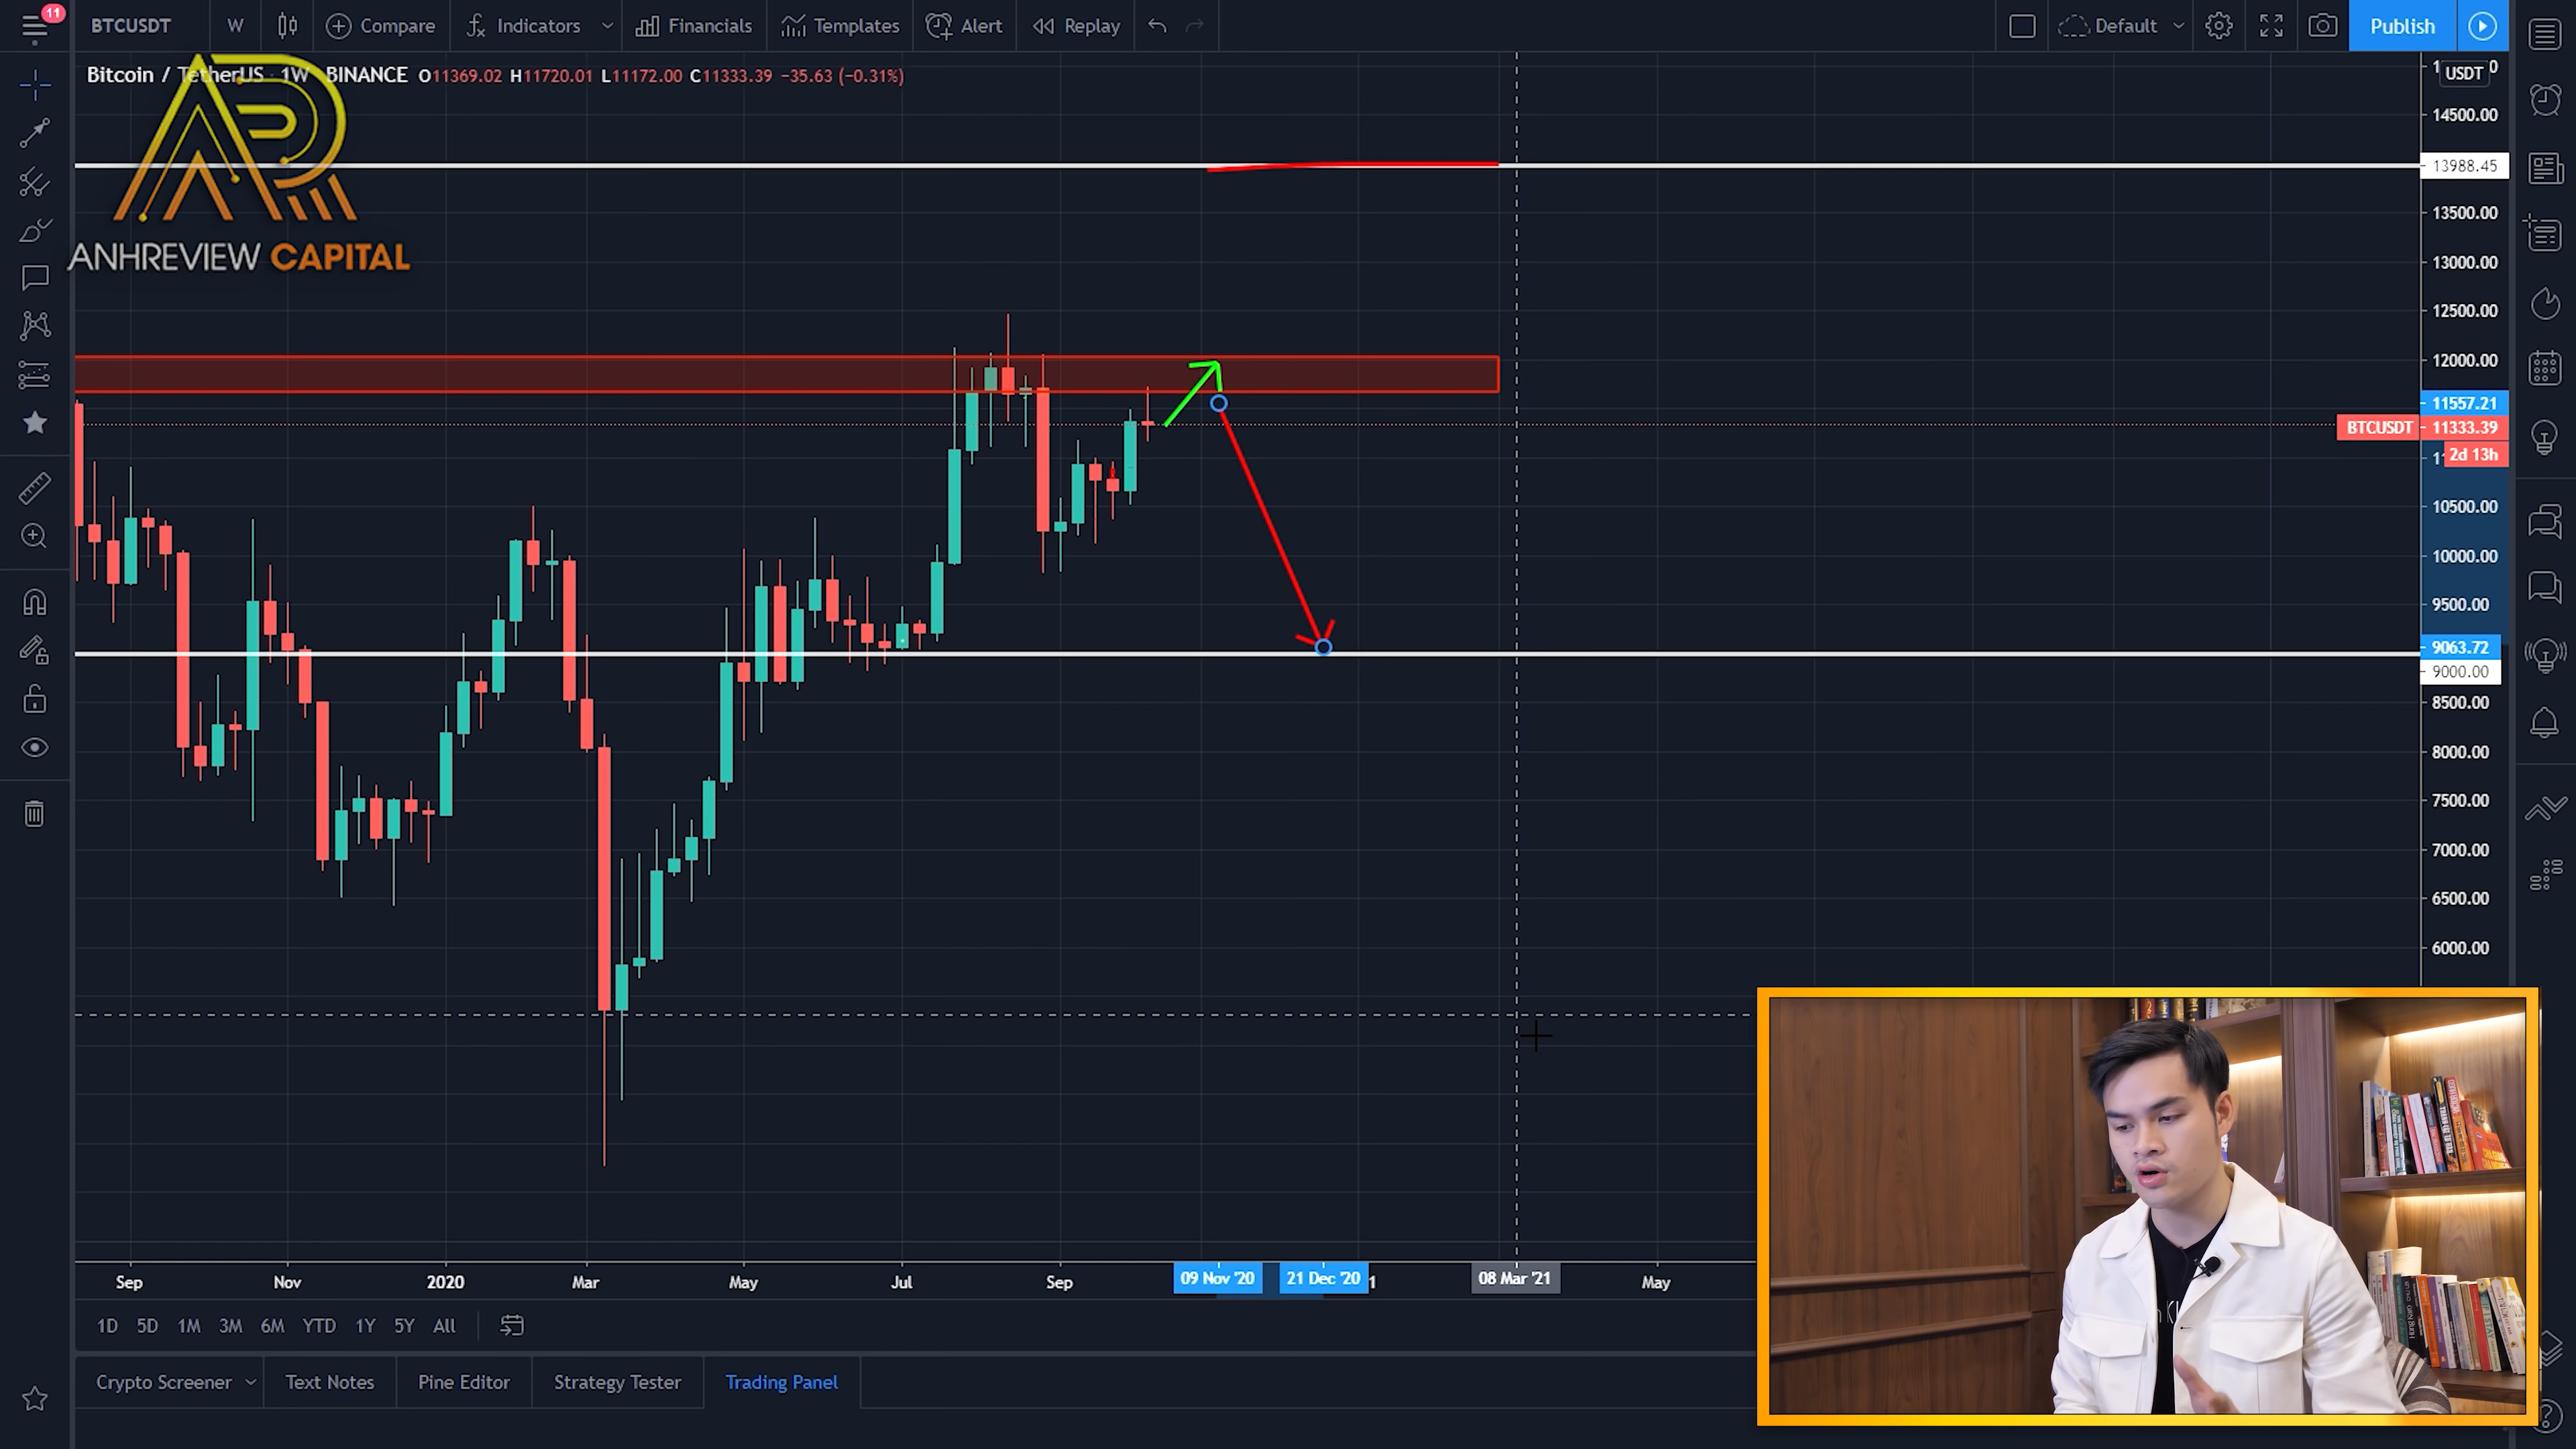 11
BTCUSDT W Compare Indicators Financials Templates Alert Replay Default Publish
Bitcoin / TetherUS 1W BINANCE O11369.02 H11720.01 L11172.00 C11333.39 −35.63 (−0.31%)
USDT
14500.00
13988.45
13500.00
13000.00
12500.00
12000.00
11557.21
BTCUSDT 11333.39
2d 13h
10500.00
10000.00
9500.00
9063.72
9000.00
8500.00
8000.00
7500.00
7000.00
6500.00
6000.00
ANHREVIEW CAPITAL
Sep Nov 2020 Mar May Jul Sep 09 Nov '20 21 Dec '20 1 08 Mar '21 May
1D 5D 1M 3M 6M YTD 1Y 5Y All
Crypto Screener Text Notes Pine Editor Strategy Tester Trading Panel